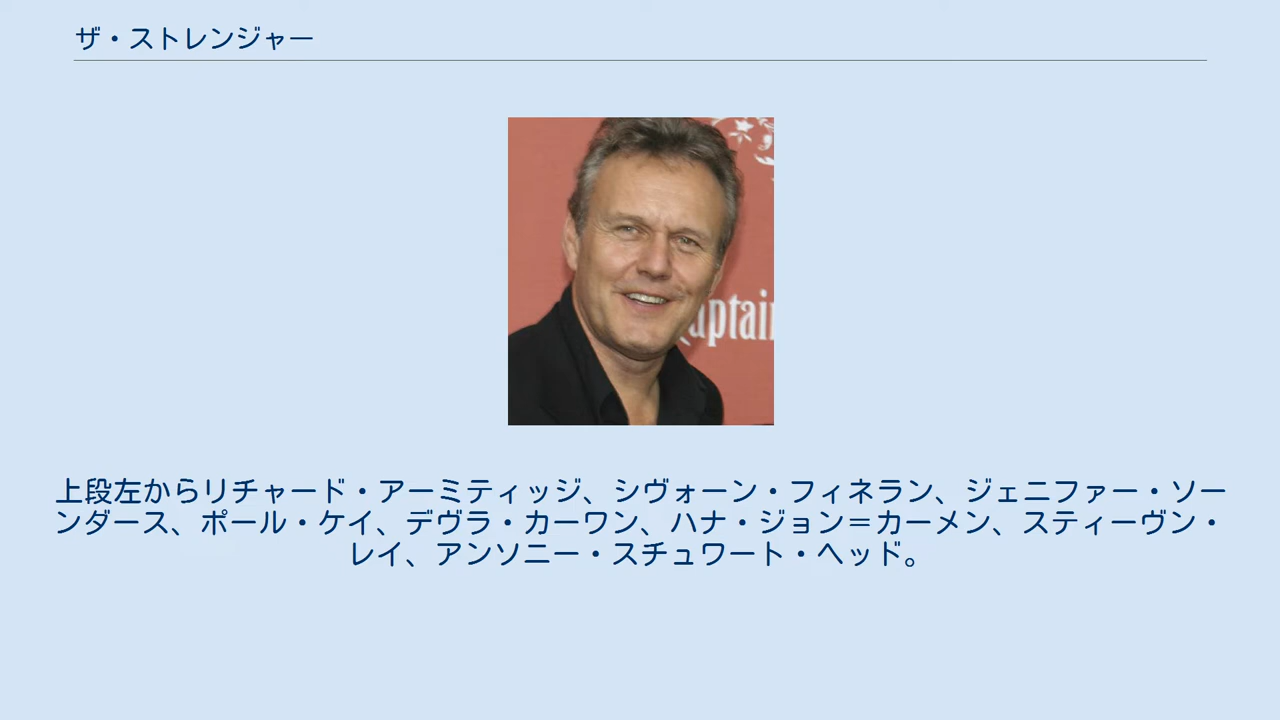 ザ・ストレンジャー
aptain
上段左からリチャード・アーミティッジ、シヴォーン・フィネラン、ジェニファー・ソー
ンダース、ポール・ケイ、デヴラ・カーワン、ハナ・ジョン＝カーメン、スティーヴン・
レイ、アンソニー・スチュワート・ヘッド。